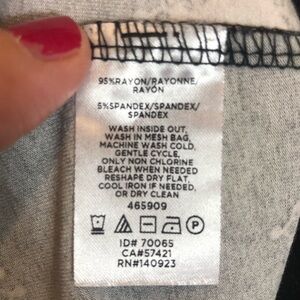 95%RAYON/RAYONNE/
RAYON
5%SPANDEX/SPANDEX/
SPANDEX
WASH INSIDE OUT,
WASH IN MESH BAG,
MACHINE WASH COLD,
GENTLE CYCLE,
ONLY NON CHLORINE
BLEACH WHEN NEEDED
RESHAPE DRY FLAT,
COOL IRON IF NEEDED,
OR DRY CLEAN
465909
P
ID# 70065
CA#57421
RN#140923